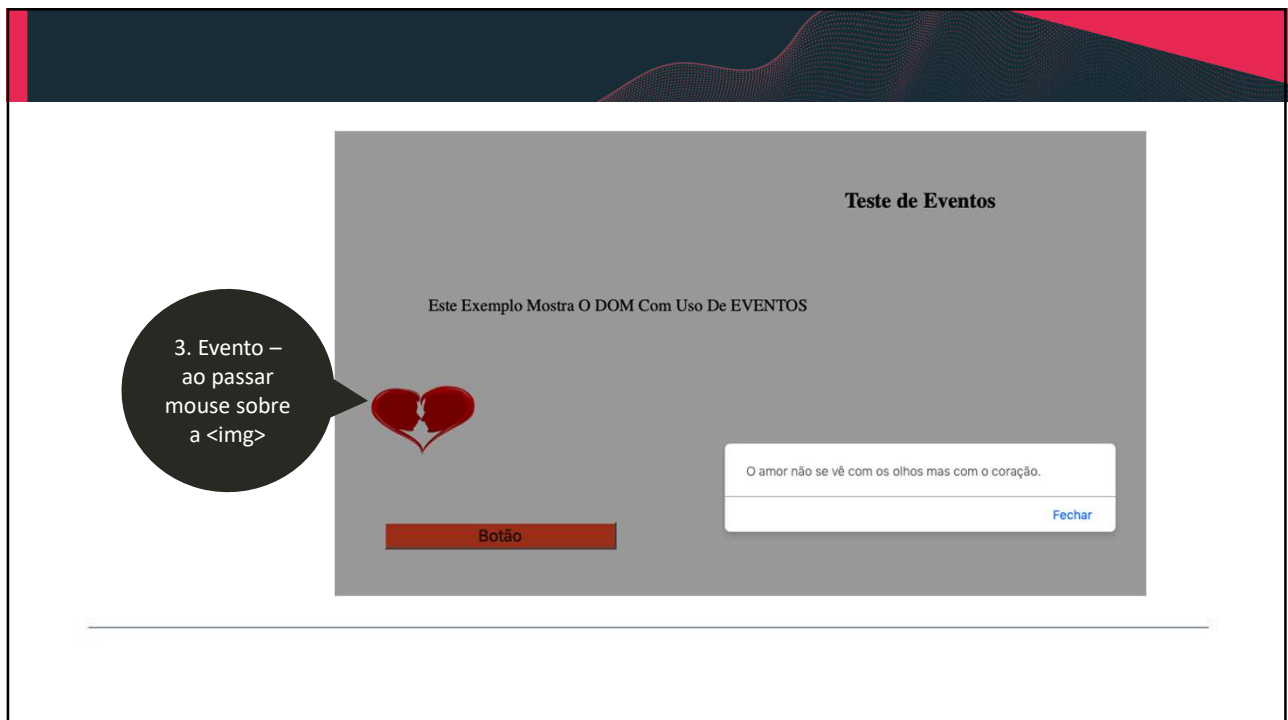 Teste de Eventos
Este Exemplo Mostra O DOM Com Uso De EVENTOS
3. Evento –
ao passar
mouse sobre
a <img>
O amor não se vê com os olhos mas com o coração.
Fechar
Botão